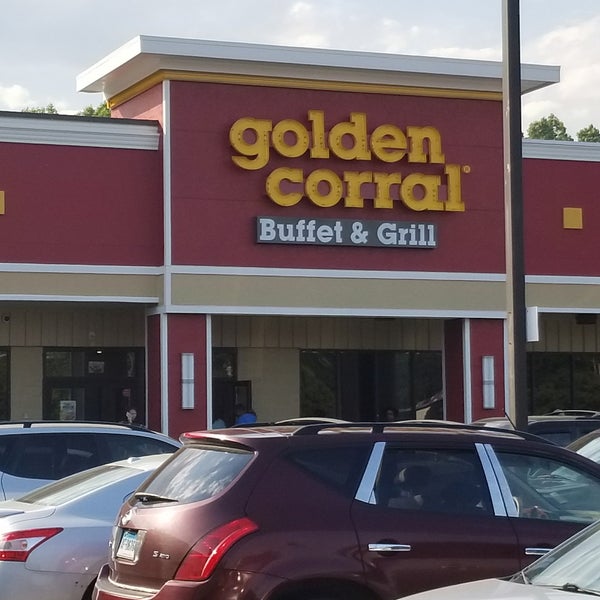 golden
corral®
Buffet & Grill